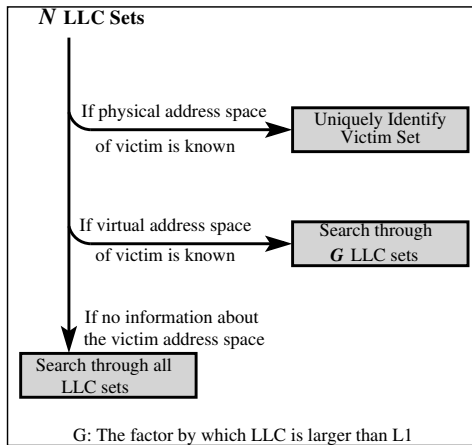 N LLC Sets
If physical address space
of victim is known
Uniquely Identify
Victim Set
If virtual address space
of victim is known
Search through
G LLC sets
If no information about
the victim address space
Search through all
LLC sets
G: The factor by which LLC is larger than L1